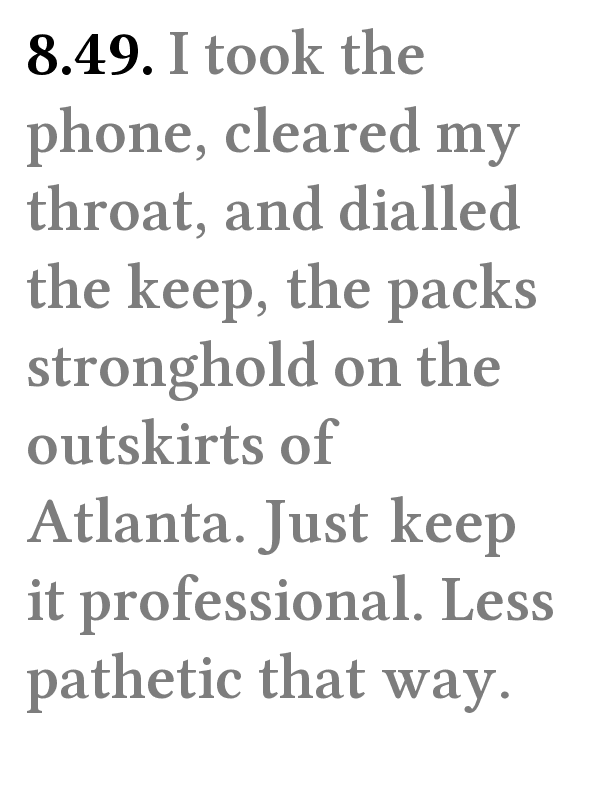 8.49. I took the
phone, cleared my
throat, and dialled
the keep, the packs
stronghold on the
outskirts of
Atlanta. Just keep
it professional. Less
pathetic that way.